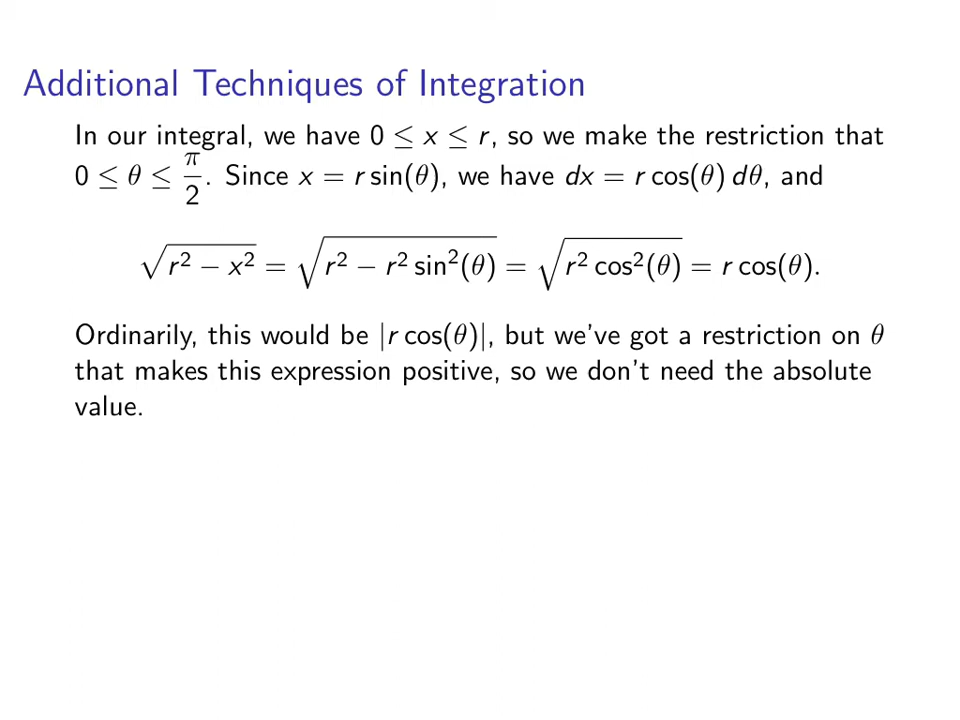 Additional Techniques of Integration
In our integral, we have 0 ≤ x ≤ r, so we make the restriction that
0 ≤ θ ≤ π/2. Since x = r sin(θ), we have dx = r cos(θ) dθ, and
√(r² − x²) = √(r² − r² sin²(θ)) = √(r² cos²(θ)) = r cos(θ).
Ordinarily, this would be |r cos(θ)|, but we've got a restriction on θ
that makes this expression positive, so we don't need the absolute
value.